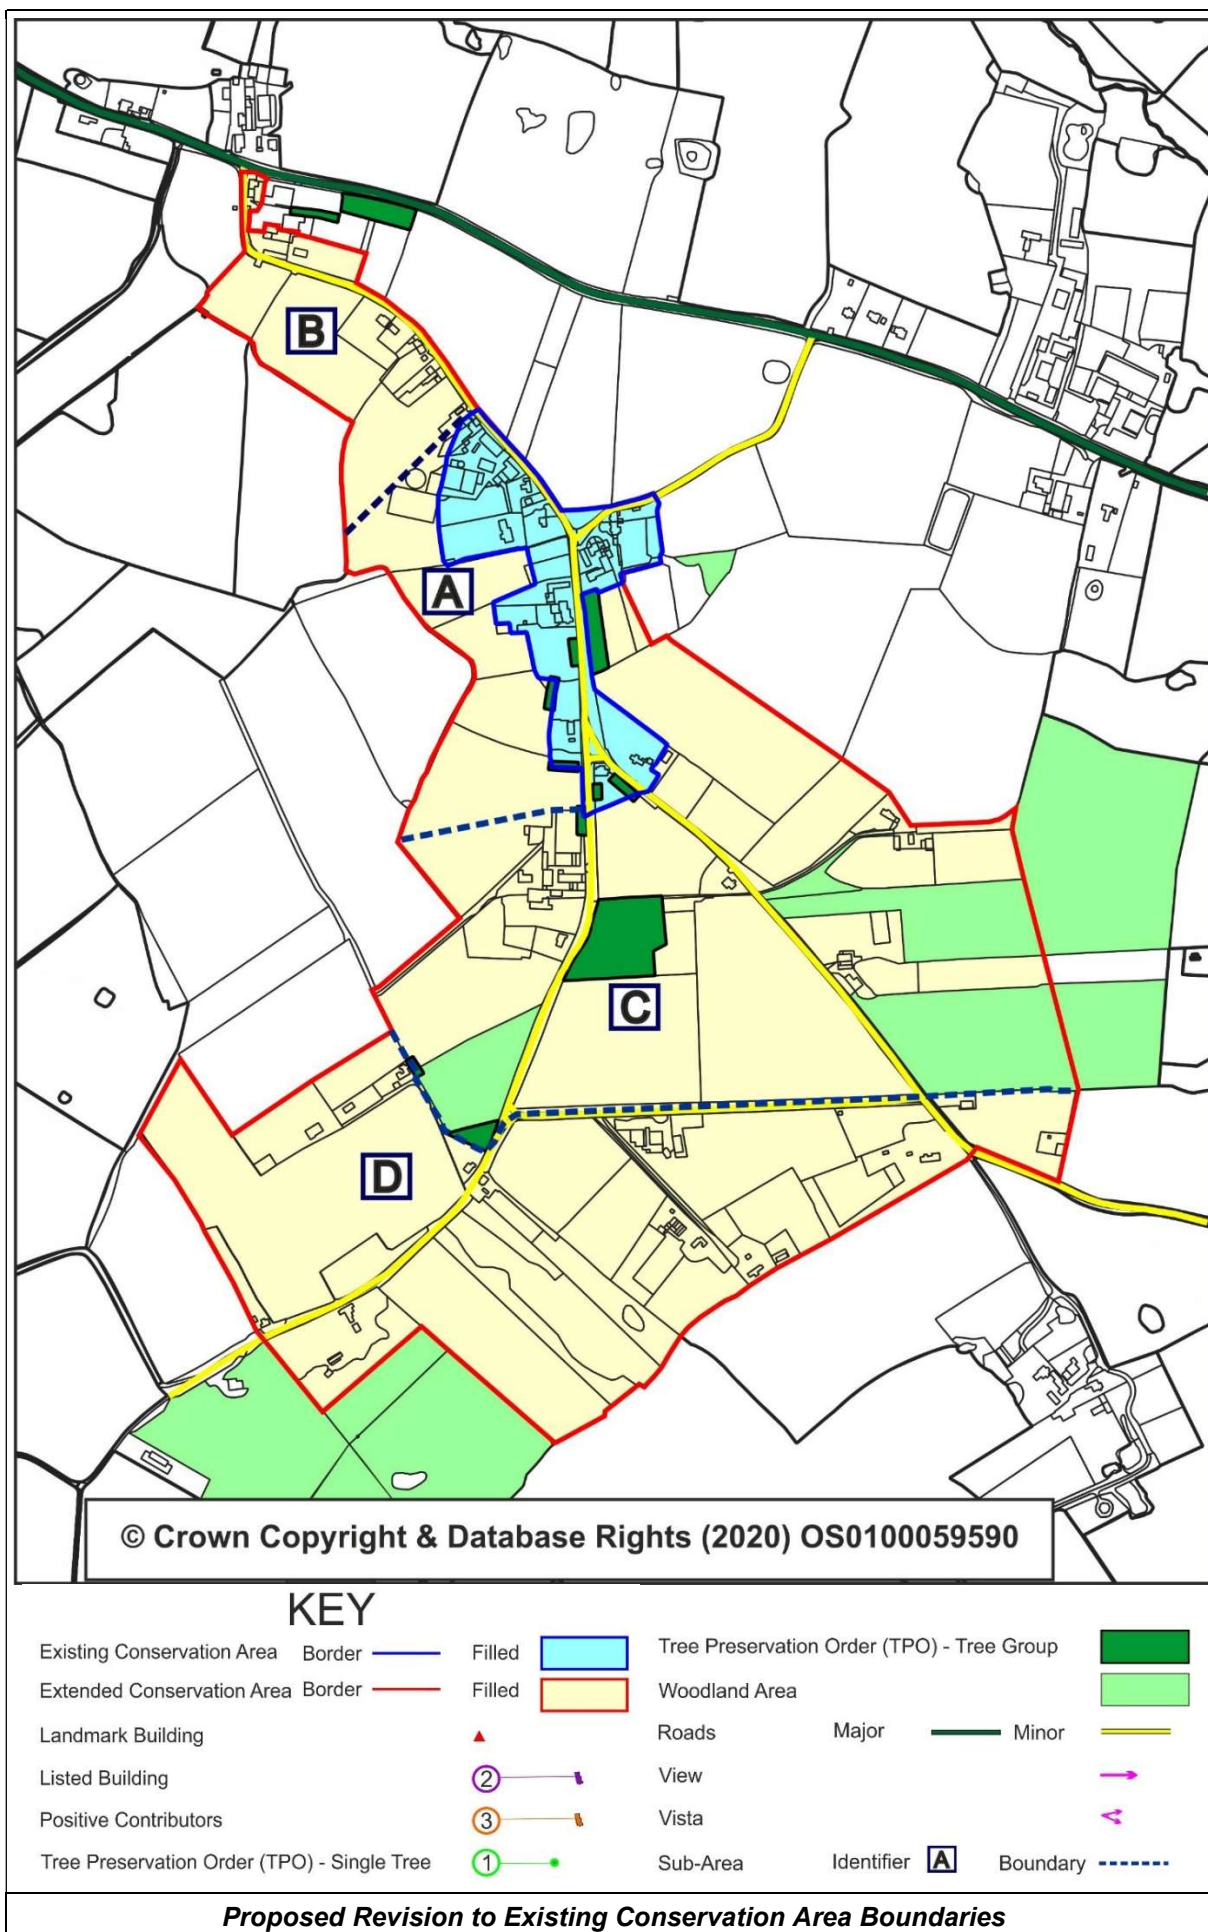 B
A
C
D
© Crown Copyright & Database Rights (2020) OS0100059590
KEY
Existing Conservation Area Border Filled
Extended Conservation Area Border Filled
Landmark Building
Listed Building 2
Positive Contributors 3
Tree Preservation Order (TPO) - Single Tree 1
Tree Preservation Order (TPO) - Tree Group
Woodland Area
Roads Major Minor
View
Vista
Sub-Area Identifier A Boundary
Proposed Revision to Existing Conservation Area Boundaries